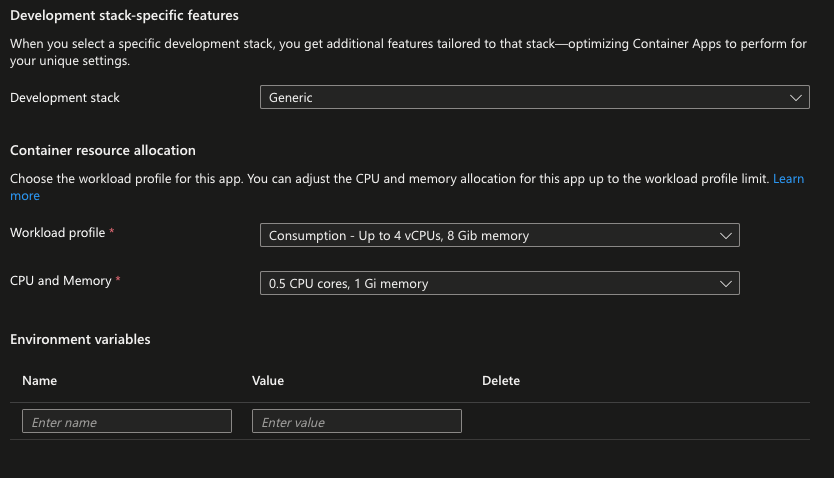 Development stack-specific features
When you select a specific development stack, you get additional features tailored to that stack—optimizing Container Apps to perform for
your unique settings.
Development stack
Generic
Container resource allocation
Choose the workload profile for this app. You can adjust the CPU and memory allocation for this app up to the workload profile limit. Learn
more
Workload profile *
Consumption - Up to 4 vCPUs, 8 Gib memory
CPU and Memory *
0.5 CPU cores, 1 Gi memory
Environment variables
Name Value Delete
Enter name Enter value